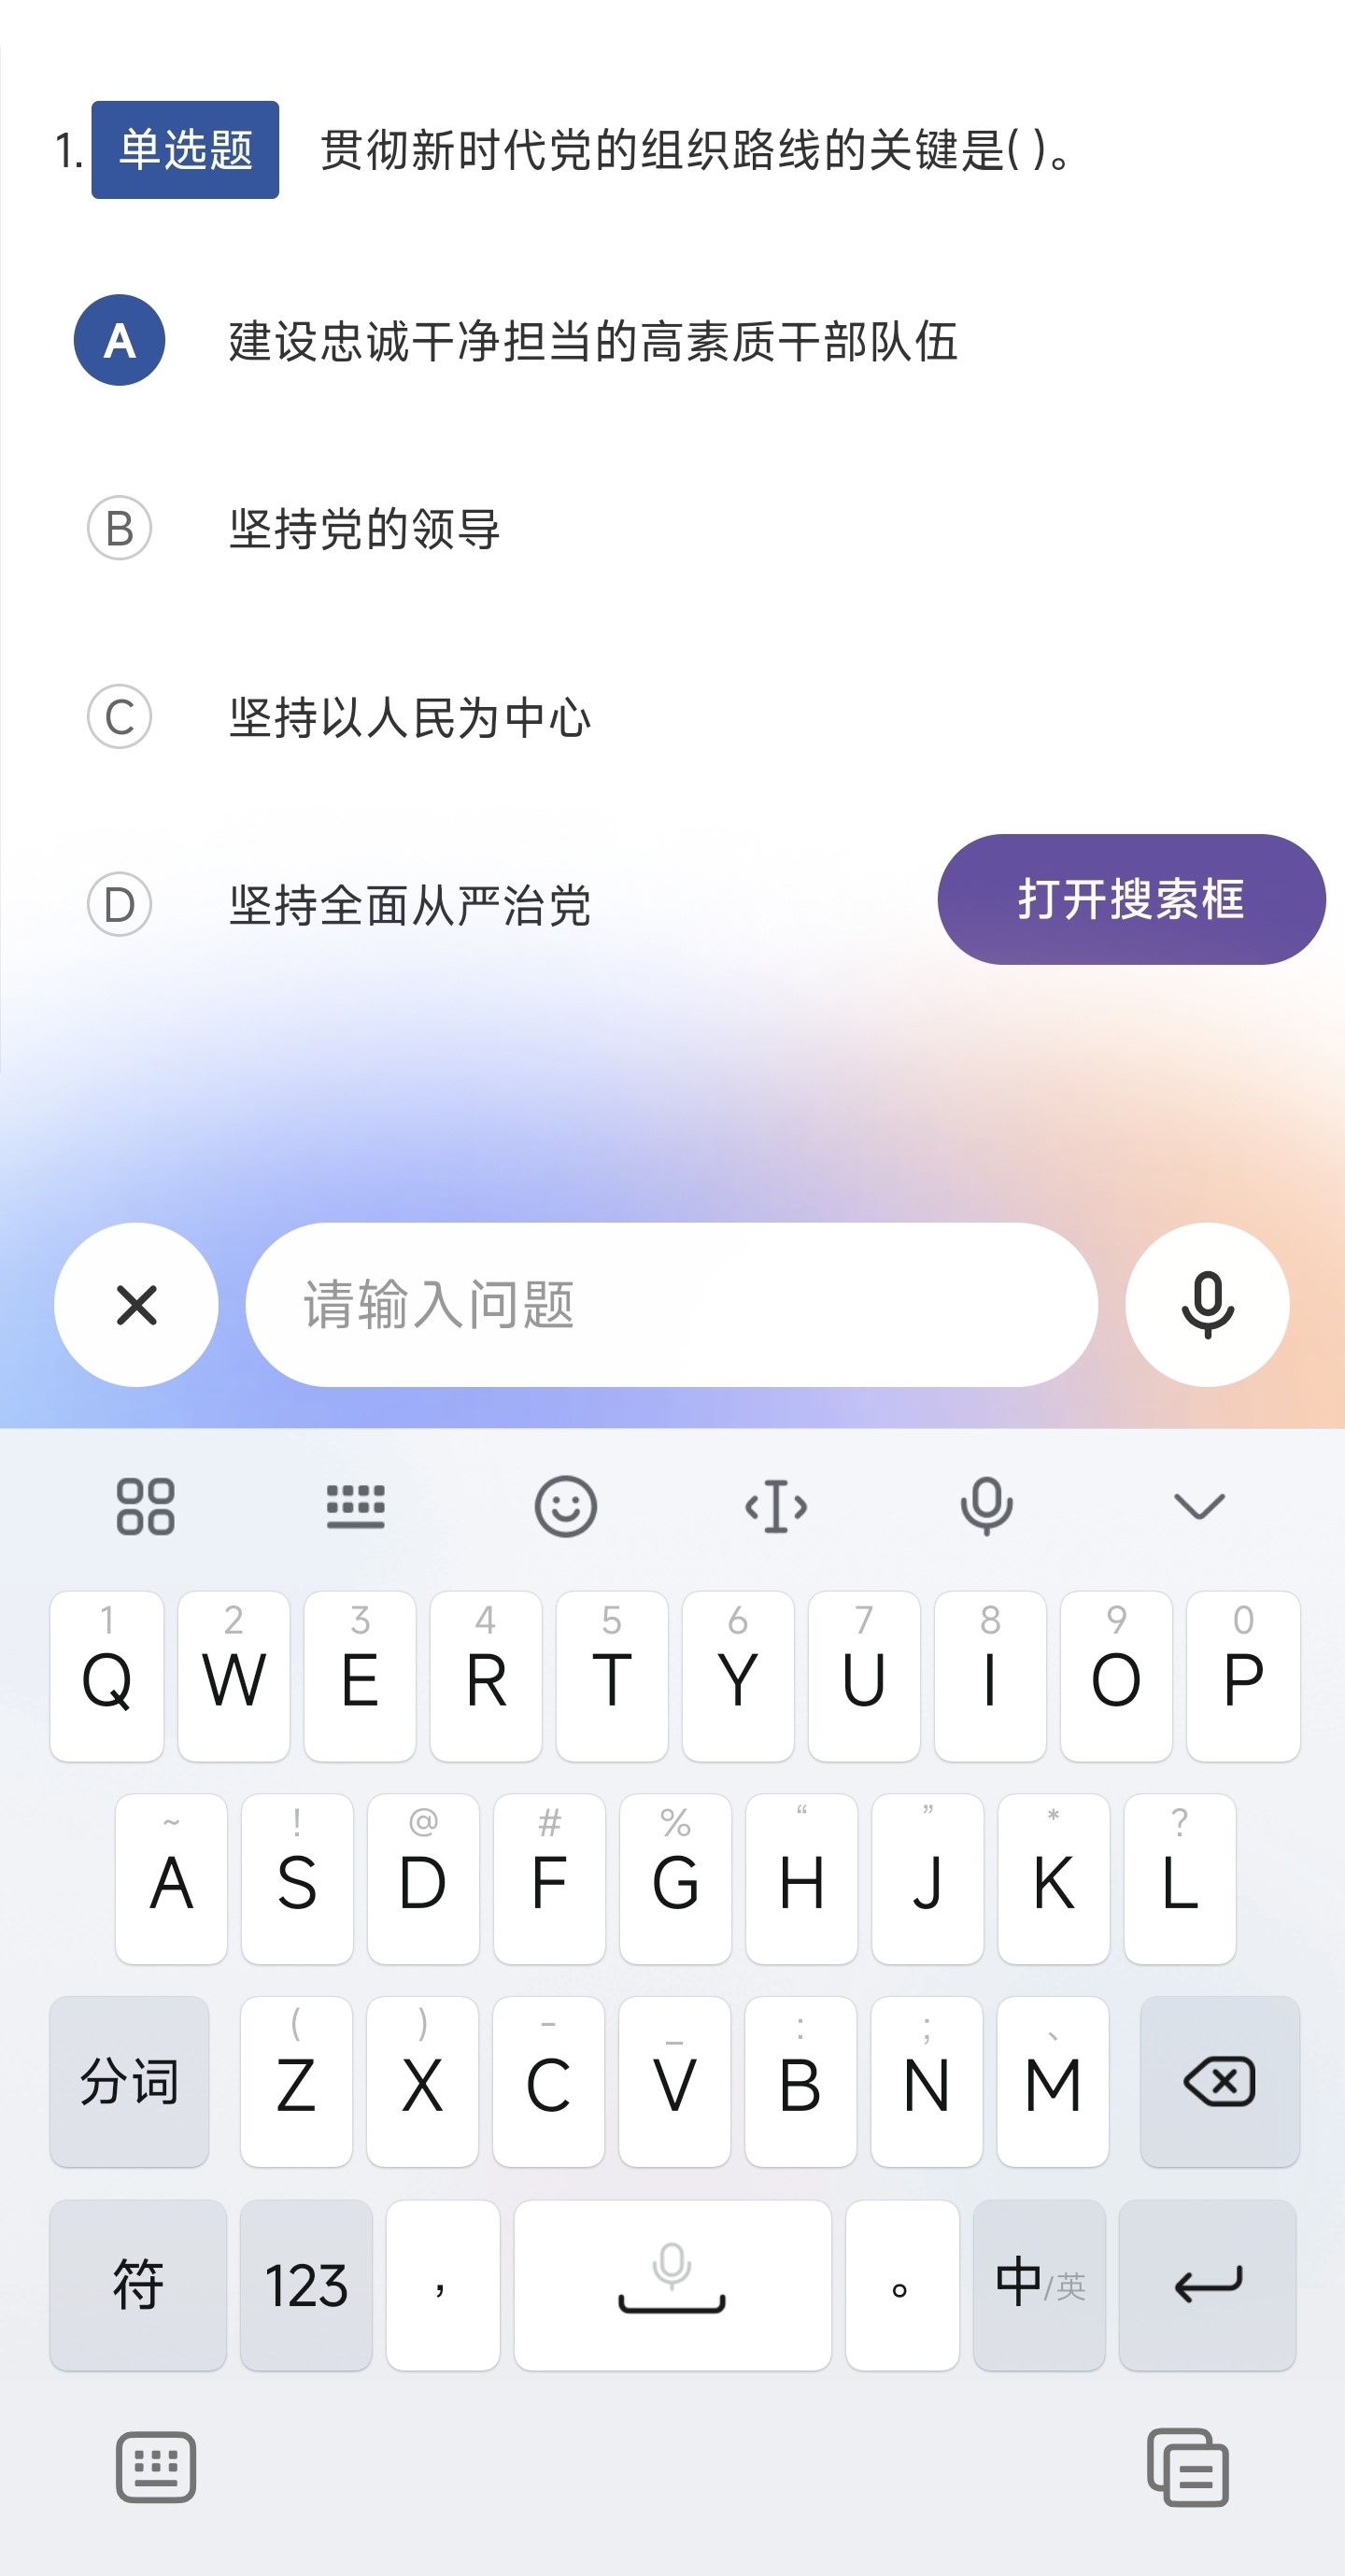 1. 单选题 贯彻新时代党的组织路线的关键是( )。
A 建设忠诚干净担当的高素质干部队伍
B 坚持党的领导
C 坚持以人民为中心
D 坚持全面从严治党
打开搜索框
请输入问题
1 2 3 4 5 6 7 8 9 0
Q W E R T Y U I O P
~ ! @ # % “ ” * ?
A S D F G H J K L
( ) - _ : ; 、
分词 Z X C V B N M
符 123 , 。 中/英